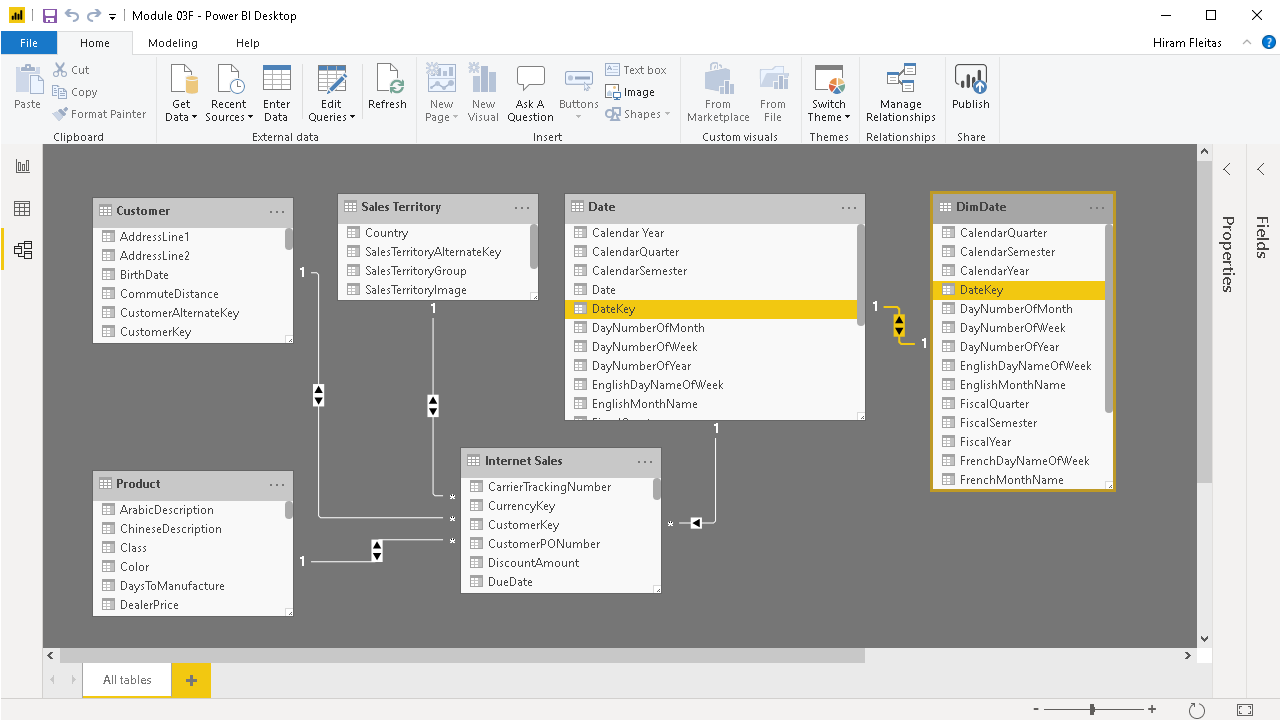 Module 03F - Power BI Desktop
File Home Modeling Help Hiram Fleitas
Paste
Cut
Copy
Format Painter
Clipboard
Get Data
Recent Sources
Enter Data
Edit Queries
Refresh
External data
New Page
New Visual
Ask A Question
Buttons
Text box
Image
Shapes
Insert
From Marketplace
From File
Custom visuals
Switch Theme
Themes
Manage Relationships
Relationships
Publish
Share
Customer
AddressLine1
AddressLine2
BirthDate
CommuteDistance
CustomerAlternateKey
CustomerKey
1
Sales Territory
Country
SalesTerritoryAlternateKey
SalesTerritoryGroup
SalesTerritoryImage
1
Date
Calendar Year
CalendarQuarter
CalendarSemester
Date
DateKey
DayNumberOfMonth
DayNumberOfWeek
DayNumberOfYear
EnglishDayNameOfWeek
EnglishMonthName
1
1
1
DimDate
CalendarQuarter
CalendarSemester
CalendarYear
DateKey
DayNumberOfMonth
DayNumberOfWeek
DayNumberOfYear
EnglishDayNameOfWeek
EnglishMonthName
FiscalQuarter
FiscalSemester
FiscalYear
FrenchDayNameOfWeek
FrenchMonthName
Product
ArabicDescription
ChineseDescription
Class
Color
DaysToManufacture
DealerPrice
1
Internet Sales
CarrierTrackingNumber
CurrencyKey
CustomerKey
CustomerPONumber
DiscountAmount
DueDate
*
*
*
*
Properties
Fields
All tables